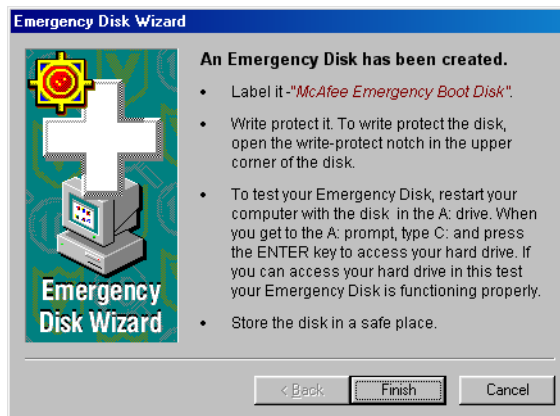 Emergency Disk Wizard
An Emergency Disk has been created.
• Label it -"McAfee Emergency Boot Disk".
• Write protect it. To write protect the disk,
open the write-protect notch in the upper
corner of the disk.
• To test your Emergency Disk, restart your
computer with the disk in the A: drive. When
you get to the A: prompt, type C: and press
the ENTER key to access your hard drive. If
you can access your hard drive in this test
your Emergency Disk is functioning properly.
• Store the disk in a safe place.
Emergency
Disk Wizard
< Back
Finish
Cancel